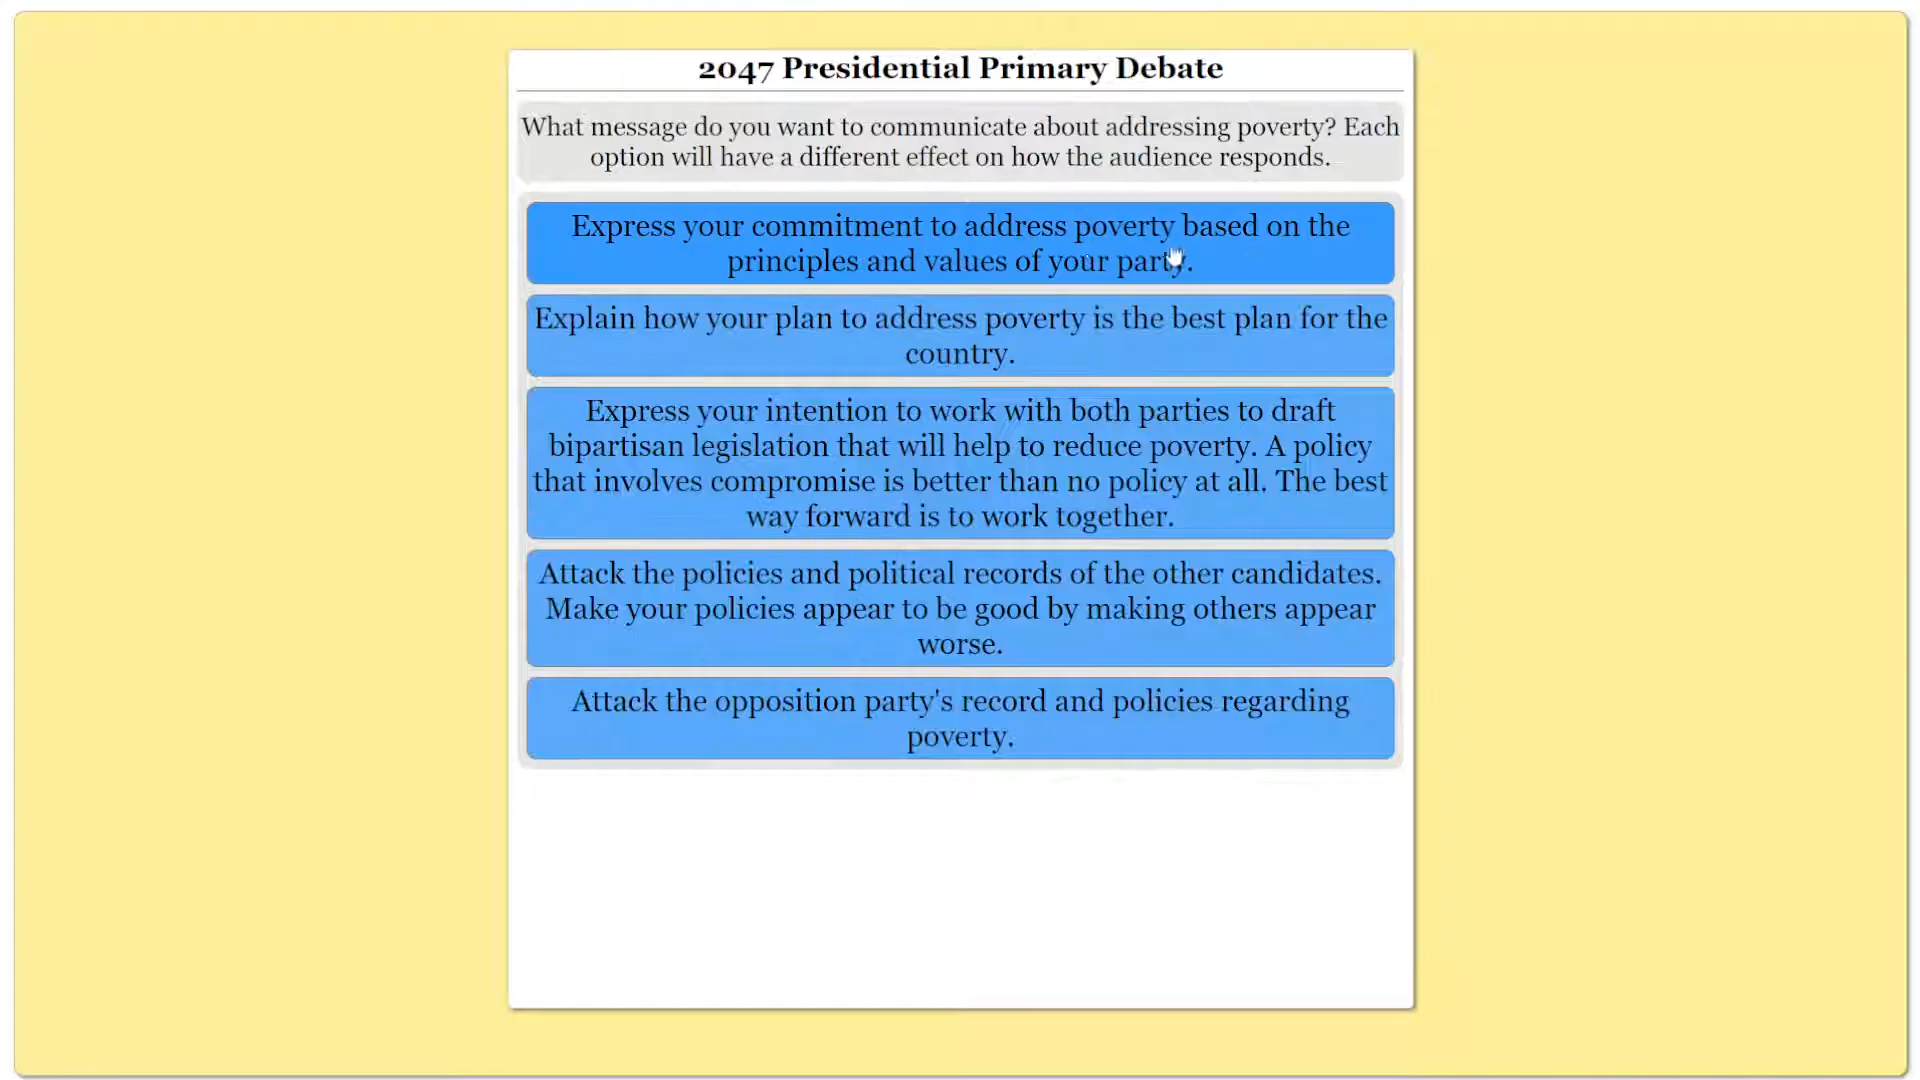 2047 Presidential Primary Debate
What message do you want to communicate about addressing poverty? Each
option will have a different effect on how the audience responds.
Express your commitment to address poverty based on the
principles and values of your party.
Explain how your plan to address poverty is the best plan for the
country.
Express your intention to work with both parties to draft
bipartisan legislation that will help to reduce poverty. A policy
that involves compromise is better than no policy at all. The best
way forward is to work together.
Attack the policies and political records of the other candidates.
Make your policies appear to be good by making others appear
worse.
Attack the opposition party's record and policies regarding
poverty.